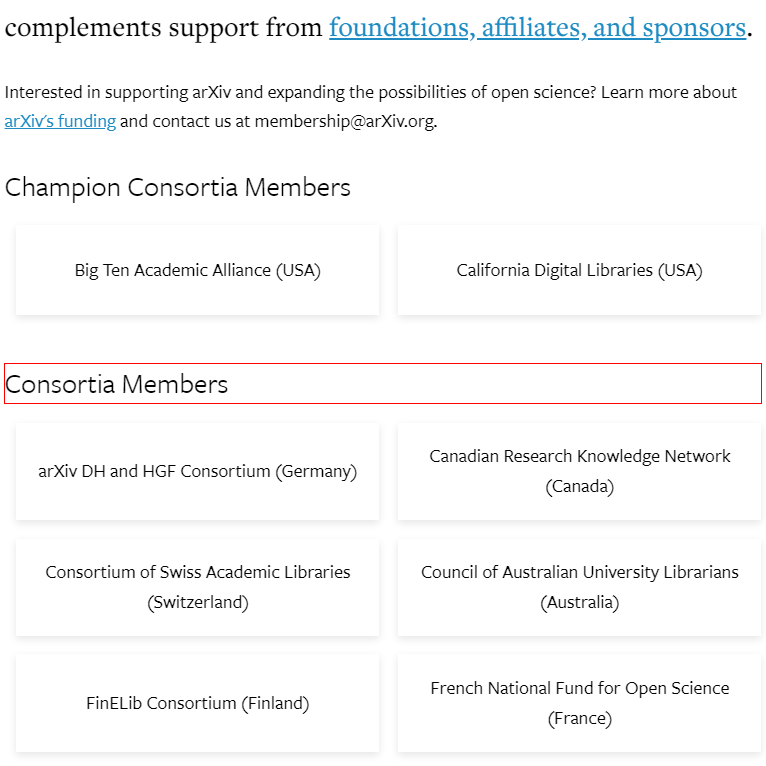 complements support from foundations, affiliates, and sponsors.
Interested in supporting arXiv and expanding the possibilities of open science? Learn more about
arXiv's funding and contact us at membership@arXiv.org.
Champion Consortia Members
Big Ten Academic Alliance (USA)
California Digital Libraries (USA)
Consortia Members
arXiv DH and HGF Consortium (Germany)
Canadian Research Knowledge Network
(Canada)
Consortium of Swiss Academic Libraries
(Switzerland)
Council of Australian University Librarians
(Australia)
FinELib Consortium (Finland)
French National Fund for Open Science
(France)